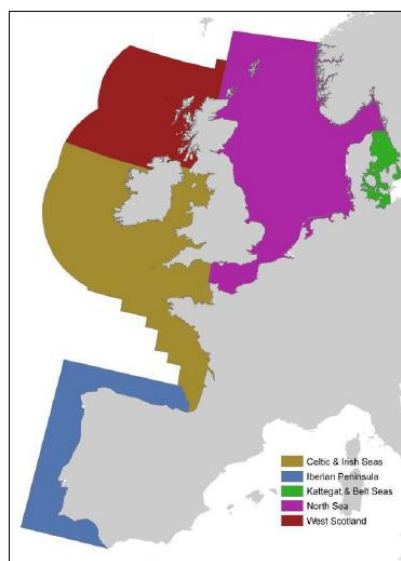 Celtic & Irish Seas
Iberian Peninsula
Kattegat & Belt Seas
North Sea
West Scotland